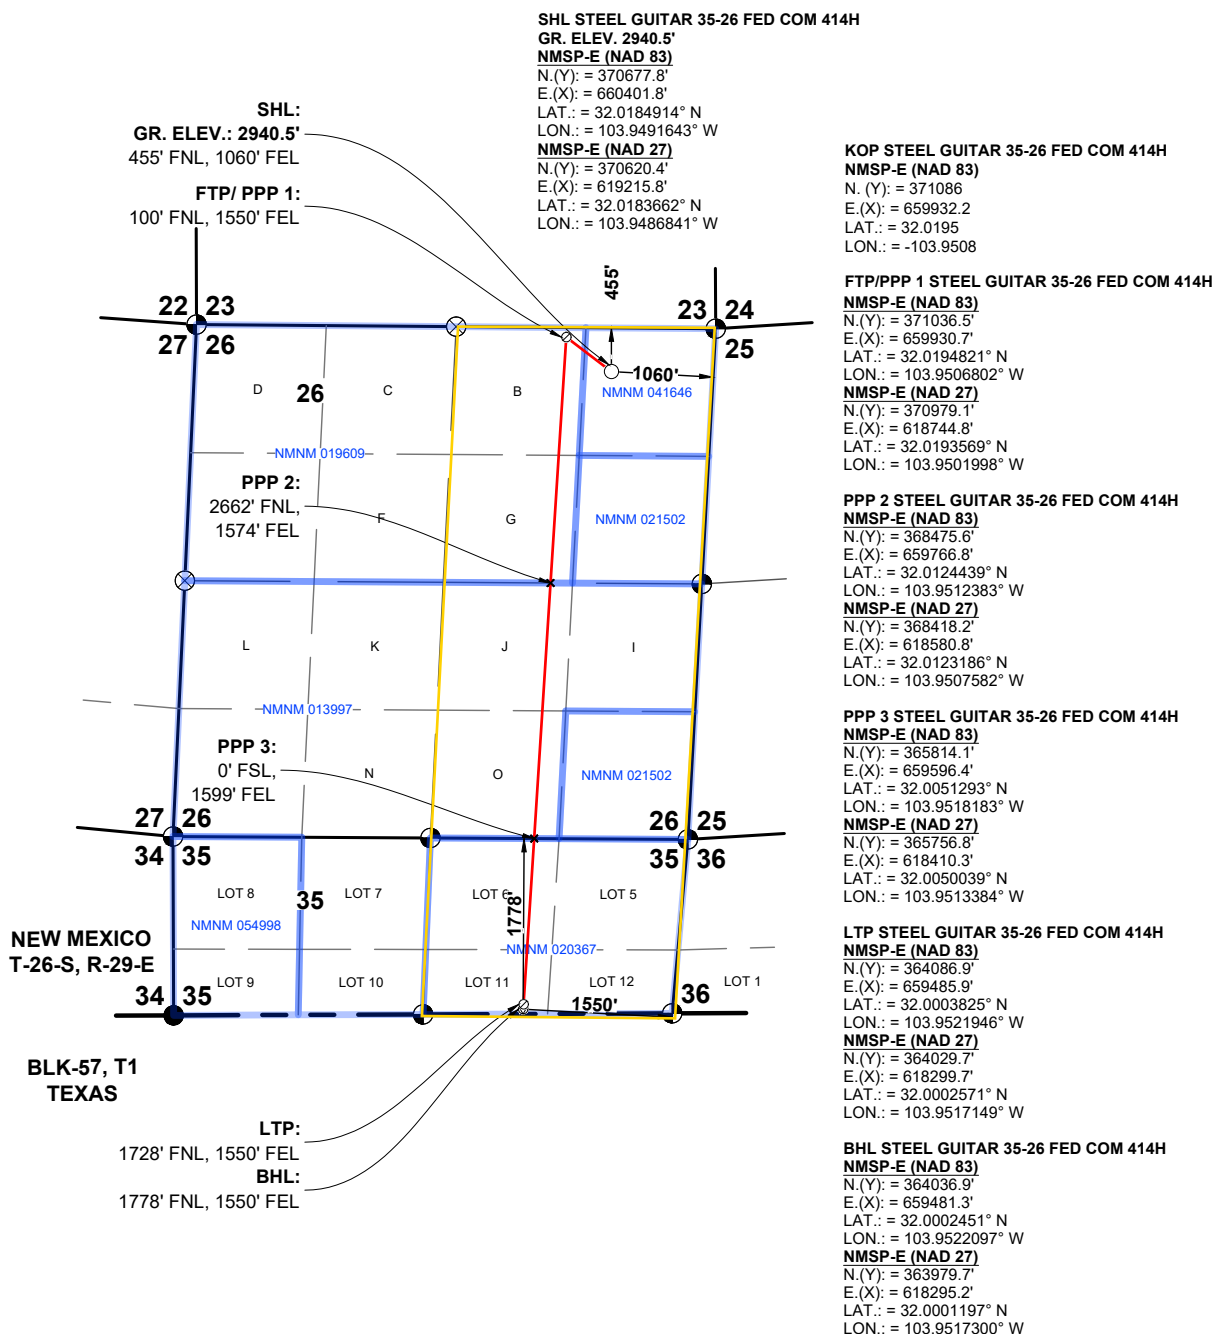 SHL STEEL GUITAR 35-26 FED COM 414H
GR. ELEV. 2940.5'
NMSP-E (NAD 83)
N.(Y): = 370677.8'
E.(X): = 660401.8'
LAT.: = 32.0184914° N
LON.: = 103.9491643° W
NMSP-E (NAD 27)
N.(Y): = 370620.4'
E.(X): = 619215.8'
LAT.: = 32.0183662° N
LON.: = 103.9486841° W
SHL:
GR. ELEV.: 2940.5'
455' FNL, 1060' FEL
FTP/ PPP 1:
100' FNL, 1550' FEL
KOP STEEL GUITAR 35-26 FED COM 414H
NMSP-E (NAD 83)
N. (Y): = 371086
E.(X): = 659932.2
LAT.: = 32.0195
LON.: = -103.9508
FTP/PPP 1 STEEL GUITAR 35-26 FED COM 414H
NMSP-E (NAD 83)
N.(Y): = 371036.5'
E.(X): = 659930.7'
LAT.: = 32.0194821° N
LON.: = 103.9506802° W
NMSP-E (NAD 27)
N.(Y): = 370979.1'
E.(X): = 618744.8'
LAT.: = 32.0193569° N
LON.: = 103.9501998° W
PPP 2 STEEL GUITAR 35-26 FED COM 414H
NMSP-E (NAD 83)
N.(Y): = 368475.6'
E.(X): = 659766.8'
LAT.: = 32.0124439° N
LON.: = 103.9512383° W
NMSP-E (NAD 27)
N.(Y): = 368418.2'
E.(X): = 618580.8'
LAT.: = 32.0123186° N
LON.: = 103.9507582° W
PPP 3 STEEL GUITAR 35-26 FED COM 414H
NMSP-E (NAD 83)
N.(Y): = 365814.1'
E.(X): = 659596.4'
LAT.: = 32.0051293° N
LON.: = 103.9518183° W
NMSP-E (NAD 27)
N.(Y): = 365756.8'
E.(X): = 618410.3'
LAT.: = 32.0050039° N
LON.: = 103.9513384° W
LTP STEEL GUITAR 35-26 FED COM 414H
NMSP-E (NAD 83)
N.(Y): = 364086.9'
E.(X): = 659485.9'
LAT.: = 32.0003825° N
LON.: = 103.9521946° W
NMSP-E (NAD 27)
N.(Y): = 364029.7'
E.(X): = 618299.7'
LAT.: = 32.0002571° N
LON.: = 103.9517149° W
BHL STEEL GUITAR 35-26 FED COM 414H
NMSP-E (NAD 83)
N.(Y): = 364036.9'
E.(X): = 659481.3'
LAT.: = 32.0002451° N
LON.: = 103.9522097° W
NMSP-E (NAD 27)
N.(Y): = 363979.7'
E.(X): = 618295.2'
LAT.: = 32.0001197° N
LON.: = 103.9517300° W
455'
22 23
23 24
27 26
25
1060'
D 26 C B NMNM 041646
NMNM 019609
PPP 2:
2662' FNL,
1574' FEL
F G NMNM 021502
L K J I
NMNM 013997
PPP 3:
0' FSL,
1599' FEL
N O NMNM 021502
27 26
26 25
34 35
35 36
LOT 8 35 LOT 7 LOT 6 LOT 5
NMNM 054998
1778'
NEW MEXICO
T-26-S, R-29-E
NMNM 020367
LOT 9 LOT 10 LOT 11 LOT 12 LOT 1
34 35
36
1550'
BLK-57, T1
TEXAS
LTP:
1728' FNL, 1550' FEL
BHL:
1778' FNL, 1550' FEL